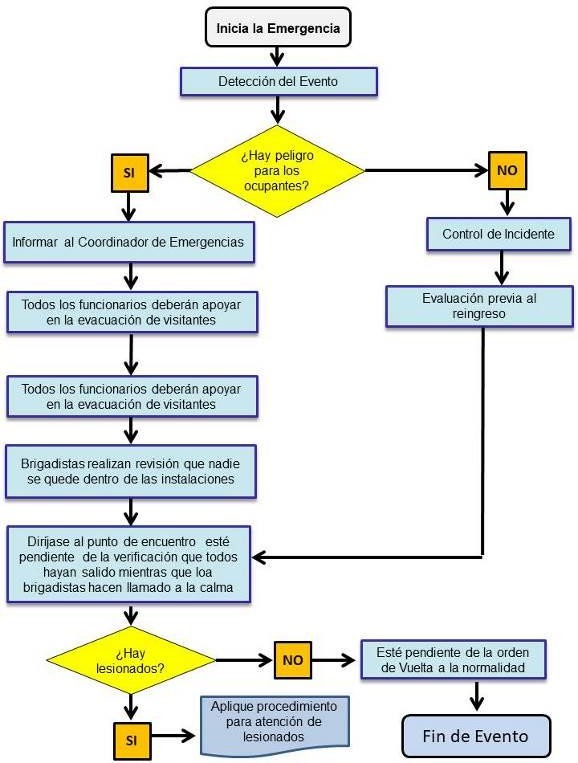 Inicia la Emergencia
Detección del Evento
¿Hay peligro
para los
ocupantes?
SI
NO
Informar al Coordinador de Emergencias
Control de Incidente
Todos los funcionarios deberán apoyar
en la evacuación de visitantes
Evaluación previa al
reingreso
Todos los funcionarios deberán apoyar
en la evacuación de visitantes
Brigadistas realizan revisión que nadie
se quede dentro de las instalaciones
Diríjase al punto de encuentro esté
pendiente de la verificación que todos
hayan salido mientras que loa
brigadistas hacen llamado a la calma
¿Hay
lesionados?
NO
Esté pendiente de la orden
de Vuelta a la normalidad
SI
Aplique procedimiento
para atención de
lesionados
Fin de Evento